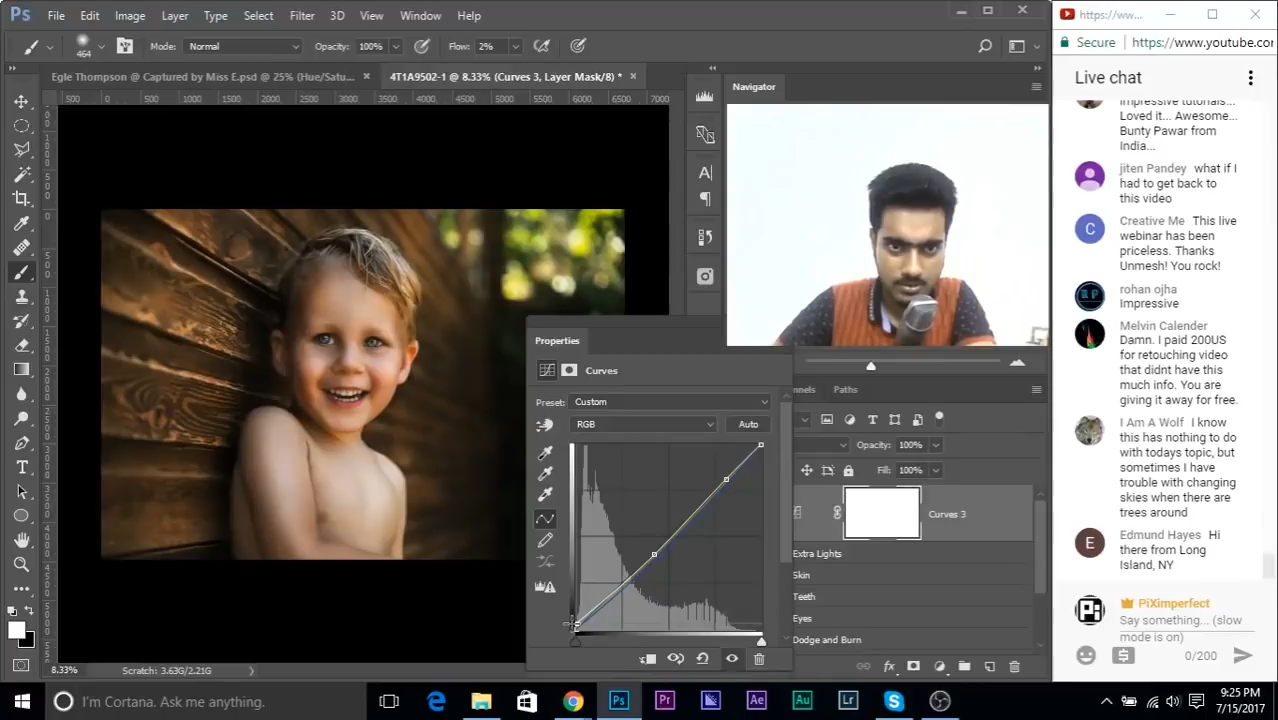 Ps File Edit Image Layer Type Select Filter 3D View Window Help
464 Mode: Normal Opacity: 100% Flow: 2%
Egle Thompson @ Captured by Miss E.psd @ 25% (Hue/Satu... × 4T1A9502-1 @ 8.33% (Curves 3, Layer Mask/8) * ×
500 0 500 1000 1500 2000 2500 3000 3500 4000 4500 5000 5500 6000 6500 7000
Navigator
Properties
Curves
Preset: Custom
RGB Auto
nnels Paths
Opacity: 100%
Fill: 100%
Curves 3
Extra Lights
Skin
Teeth
Eyes
Dodge and Burn
fx
8.33% Scratch: 3.63G/2.21G
https://ww...
Secure https://www.youtube.cor
Live chat
Impressive tutorials...
Loved it... Awesome...
Bunty Pawar from
India...
jiten Pandey what if I
had to get back to
this video
C Creative Me This live
webinar has been
priceless. Thanks
Unmesh! You rock!
rohan ojha
Impressive
Melvin Calender
Damn. I paid 200US
for retouching video
that didnt have this
much info. You are
giving it away for free.
I Am A Wolf I know
this has nothing to do
with todays topic, but
sometimes I have
trouble with changing
skies when there are
trees around
E Edmund Hayes Hi
there from Long
Island, NY
Pi PiXimperfect
Say something... (slow
mode is on)
0/200
I'm Cortana. Ask me anything. Ps Pr Ae Au Lr
9:25 PM
7/15/2017